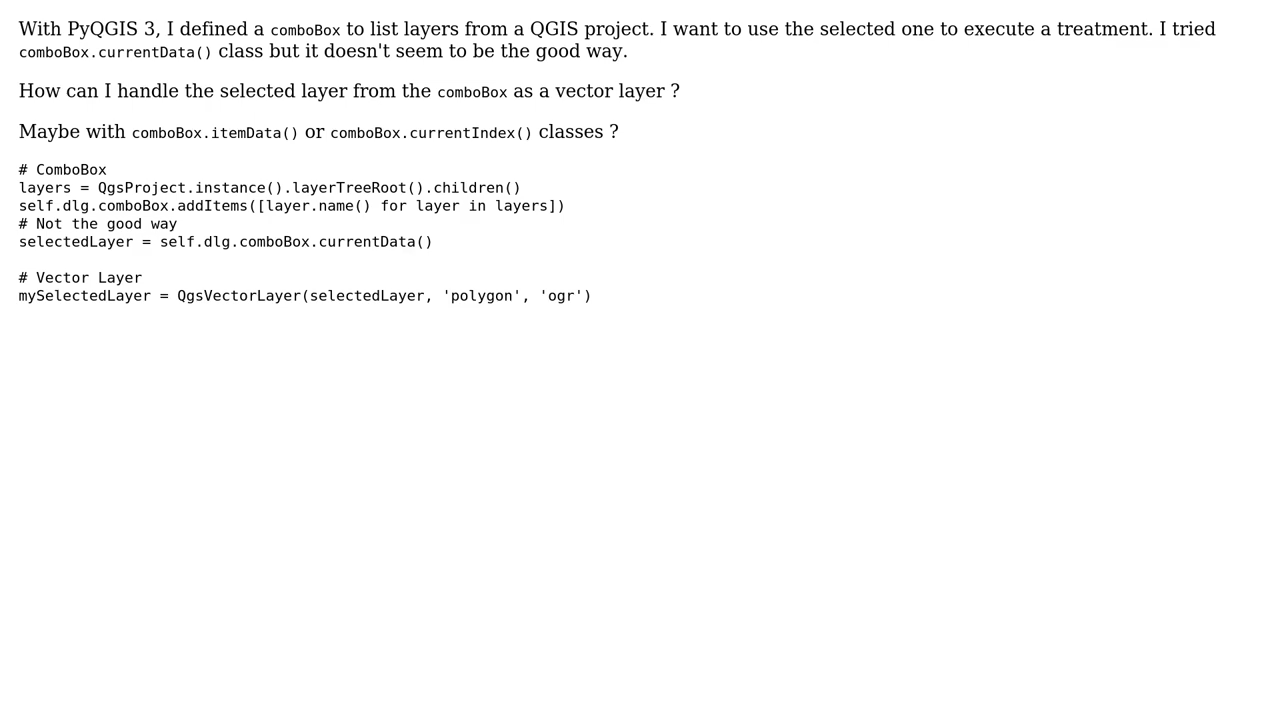 With PyQGIS 3, I defined a comboBox to list layers from a QGIS project. I want to use the selected one to execute a treatment. I tried
comboBox.currentData() class but it doesn't seem to be the good way.
How can I handle the selected layer from the comboBox as a vector layer ?
Maybe with comboBox.itemData() or comboBox.currentIndex() classes ?
# ComboBox
layers = QgsProject.instance().layerTreeRoot().children()
self.dlg.comboBox.addItems([layer.name() for layer in layers])
# Not the good way
selectedLayer = self.dlg.comboBox.currentData()
# Vector Layer
mySelectedLayer = QgsVectorLayer(selectedLayer, 'polygon', 'ogr')